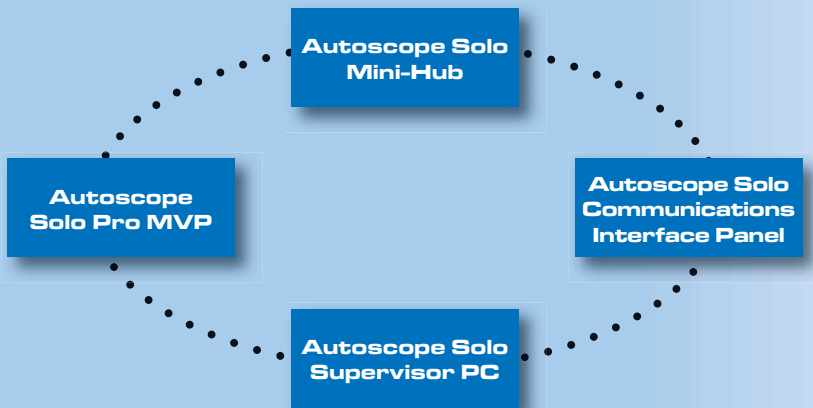 Autoscope Solo
Mini-Hub
Autoscope
Solo Pro MVP
Autoscope Solo
Communications
Interface Panel
Autoscope Solo
Supervisor PC